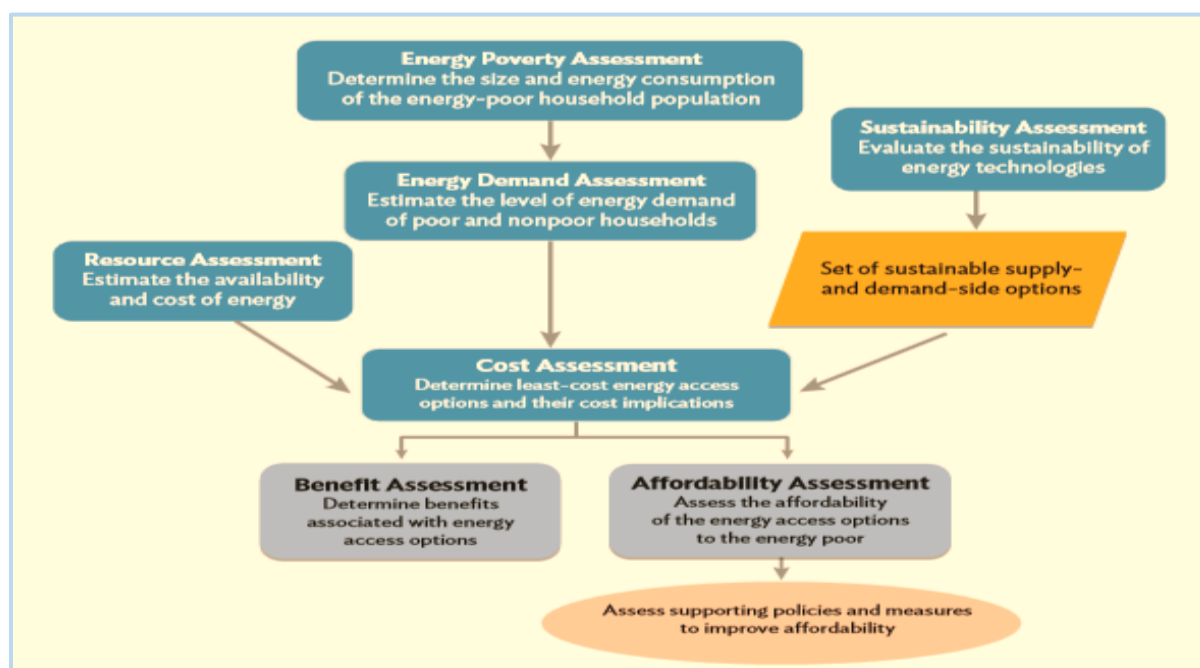 Energy Poverty Assessment
Determine the size and energy consumption
of the energy-poor household population
Sustainability Assessment
Evaluate the sustainability of
energy technologies
Energy Demand Assessment
Estimate the level of energy demand
of poor and nonpoor households
Resource Assessment
Estimate the availability
and cost of energy
Set of sustainable supply-
and demand-side options
Cost Assessment
Determine least-cost energy access
options and their cost implications
Benefit Assessment
Determine benefits
associated with energy
access options
Affordability Assessment
Assess the affordability
of the energy access options
to the energy poor
Assess supporting policies and measures
to improve affordability